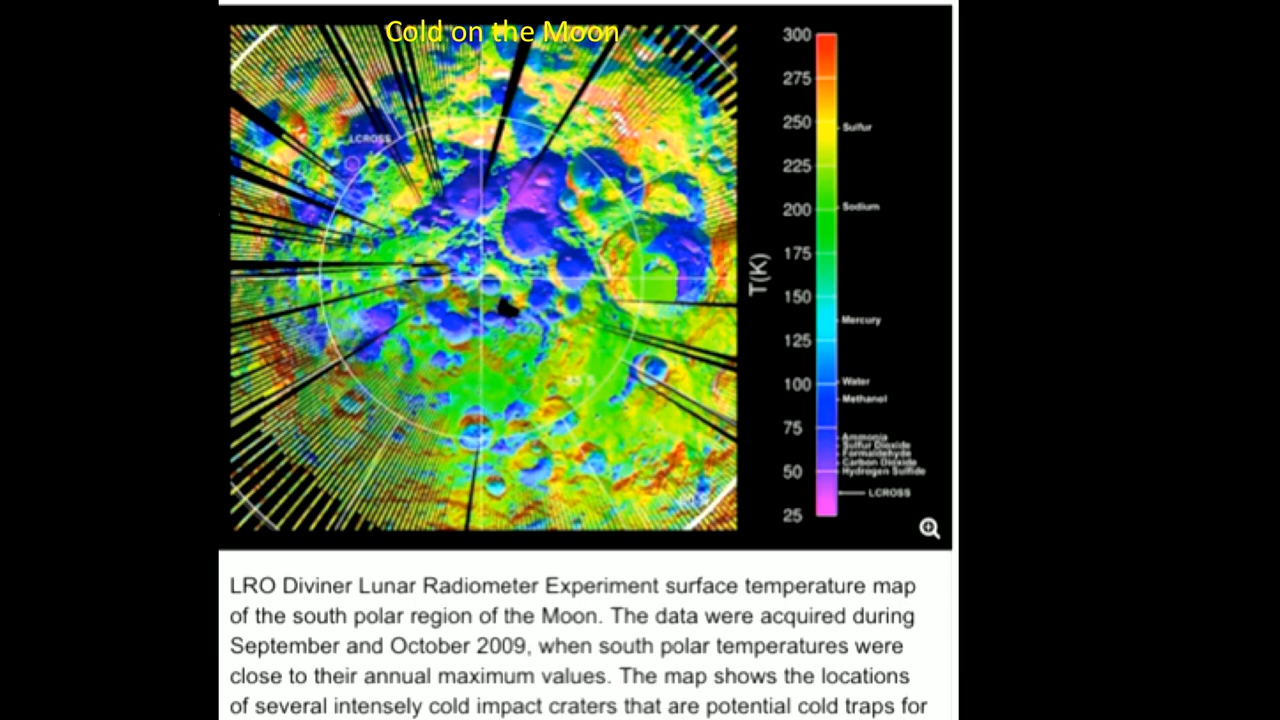 Cold on the Moon
300
275
250
Sulfur
225
LCROSS
200
Sodium
175
T(K)
150
Mercury
125
100
Water
Methanol
75
Ammonia
Sulfur Dioxide
Formaldehyde
Carbon Dioxide
50
Hydrogen Sulfide
LCROSS
25
LRO Diviner Lunar Radiometer Experiment surface temperature map
of the south polar region of the Moon. The data were acquired during
September and October 2009, when south polar temperatures were
close to their annual maximum values. The map shows the locations
of several intensely cold impact craters that are potential cold traps for